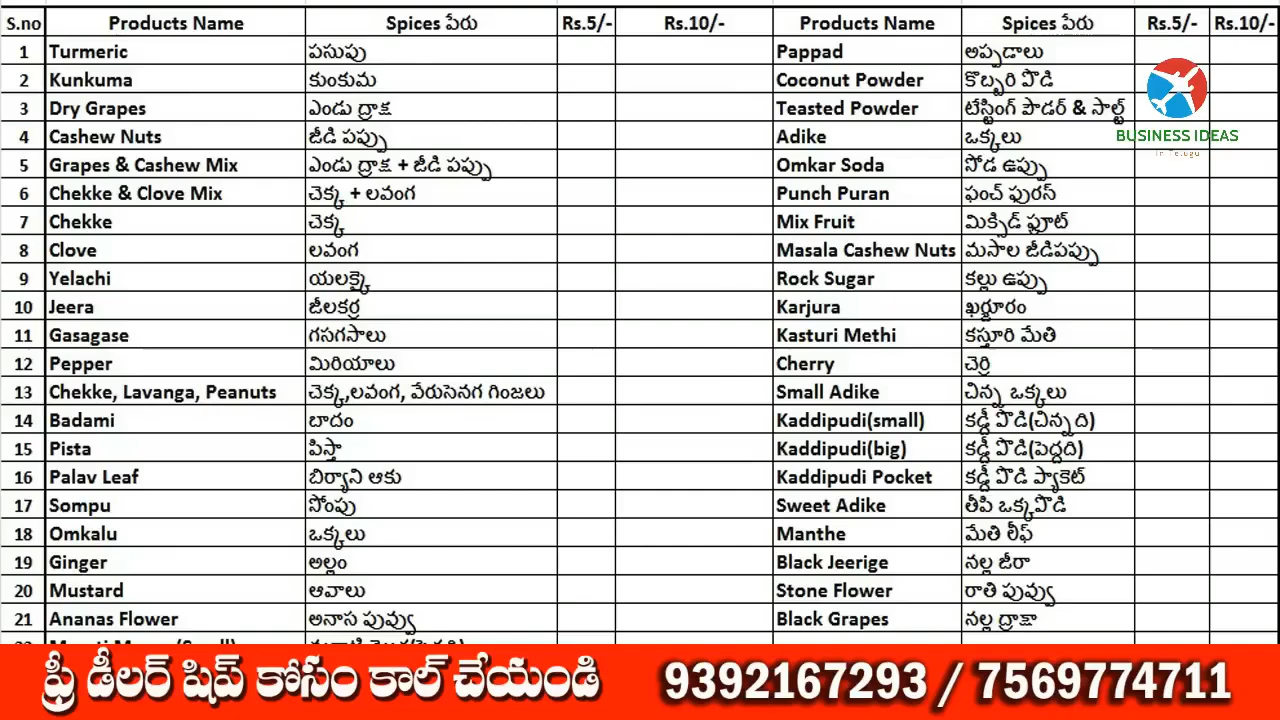 S.no Products Name Spices పేరు Rs.5/- Rs.10/- Products Name Spices పేరు Rs.5/- Rs.10/-
1 Turmeric పసుపు Pappad అప్పడాలు
2 Kunkuma కుంకుమ Coconut Powder కొబ్బరి పొడి
3 Dry Grapes ఎండు ద్రాక్ష Teasted Powder టేస్టింగ్ పౌడర్ & సాల్ట్
4 Cashew Nuts జీడి పప్పు Adike ఒక్కలు
BUSINESS IDEAS
In Telugu
5 Grapes & Cashew Mix ఎండు ద్రాక్ష + జీడి పప్పు Omkar Soda సోడ ఉప్పు
6 Chekke & Clove Mix చెక్క + లవంగ Punch Puran ఫంచ్ ఫురస్
7 Chekke చెక్క Mix Fruit మిక్సిడ్ ఫ్రూట్
8 Clove లవంగ Masala Cashew Nuts మసాల జీడిపప్పు
9 Yelachi యలక్కై Rock Sugar కల్లు ఉప్పు
10 Jeera జీలకర్ర Karjura ఖర్జూరం
11 Gasagase గసగసాలు Kasturi Methi కస్తూరి మేతి
12 Pepper మిరియాలు Cherry చెర్రి
13 Chekke, Lavanga, Peanuts చెక్క,లవంగ, వేరుసెనగ గింజలు Small Adike చిన్న ఒక్కలు
14 Badami బాదం Kaddipudi(small) కడ్డీ పొడి(చిన్నది)
15 Pista పిస్తా Kaddipudi(big) కడ్డీ పొడి(పెద్దది)
16 Palav Leaf బిర్యాని ఆకు Kaddipudi Pocket కడ్డీ పొడి ప్యాకెట్
17 Sompu సోంపు Sweet Adike తీపి ఒక్కపొడి
18 Omkalu ఒక్కలు Manthe మేతి లీఫ్
19 Ginger అల్లం Black Jeerige నల్ల జీరా
20 Mustard ఆవాలు Stone Flower రాతి పువ్వు
21 Ananas Flower అనాస పువ్వు Black Grapes నల్ల ద్రాక్షా
ఫ్రీ డీలర్ షిప్ కోసం కాల్ చేయండి 9392167293 / 7569774711